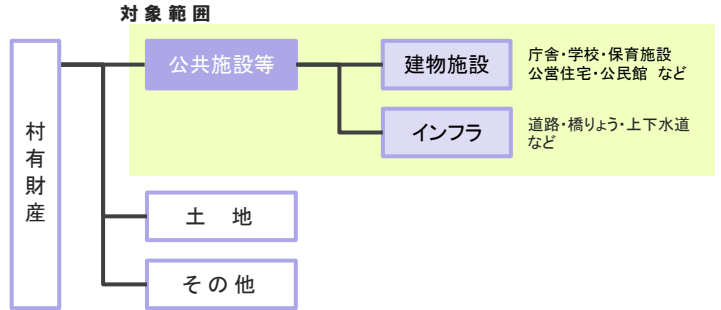 対象範囲
村有財産
公共施設等
建物施設
庁舎・学校・保育施設
公営住宅・公民館 など
インフラ
道路・橋りょう・上下水道
など
土 地
その他